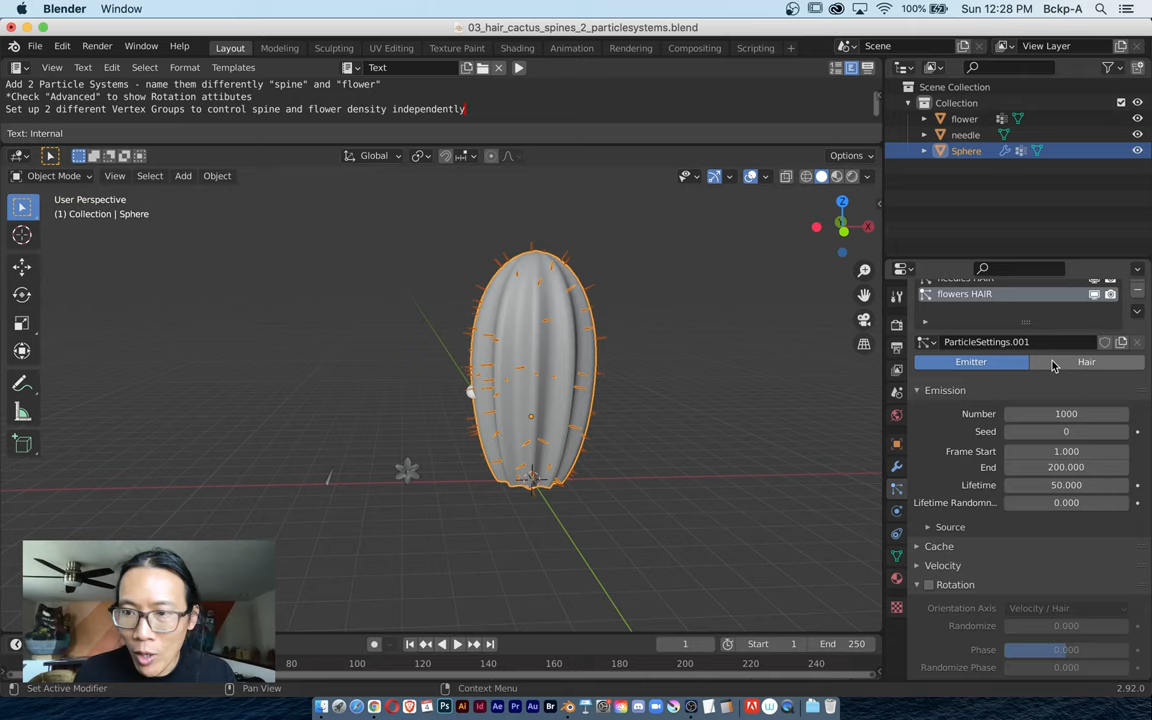 Blender Window 100% Sun 12:28 PM Bckp-A
03_hair_cactus_spines_2_particlesystems.blend
File Edit Render Window Help Layout Modeling Sculpting UV Editing Texture Paint Shading Animation Rendering Compositing Scripting + Scene View Layer
View Text Edit Select Format Templates Text
Add 2 Particle Systems - name them differently "spine" and "flower"
*Check "Advanced" to show Rotation attibutes
Set up 2 different Vertex Groups to control spine and flower density independently
Text: Internal
Scene Collection
Collection
flower
needle
Sphere
Global Options
Object Mode View Select Add Object
User Perspective
(1) Collection | Sphere
Z
X
needles HAIR
flowers HAIR
ParticleSettings.001
Emitter Hair
Emission
Number 1000
Seed 0
Frame Start 1.000
End 200.000
Lifetime 50.000
Lifetime Randomn... 0.000
Source
Cache
Velocity
Rotation
Orientation Axis Velocity / Hair
Randomize 0.000
Phase 0.000
Randomize Phase 0.000
1 Start 1 End 250
80 100 120 140 160 180 200 220 240
Set Active Modifier Pan View Context Menu 2.92.0